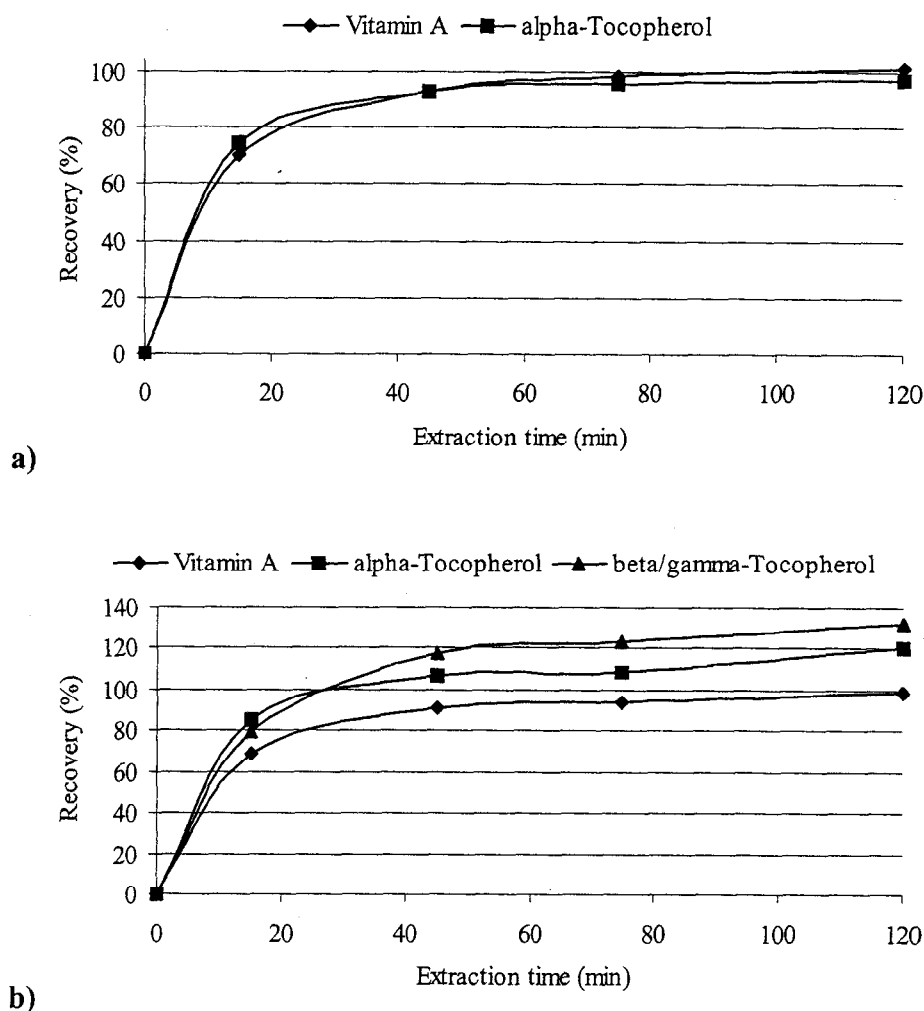 Vitamin A alpha-Tocopherol
100
80
60
40
20
0
Recovery (%)
0 20 40 60 80 100 120
Extraction time (min)
a)
Vitamin A alpha-Tocopherol beta/gamma-Tocopherol
140
120
100
80
60
40
20
0
Recovery (%)
0 20 40 60 80 100 120
Extraction time (min)
b)